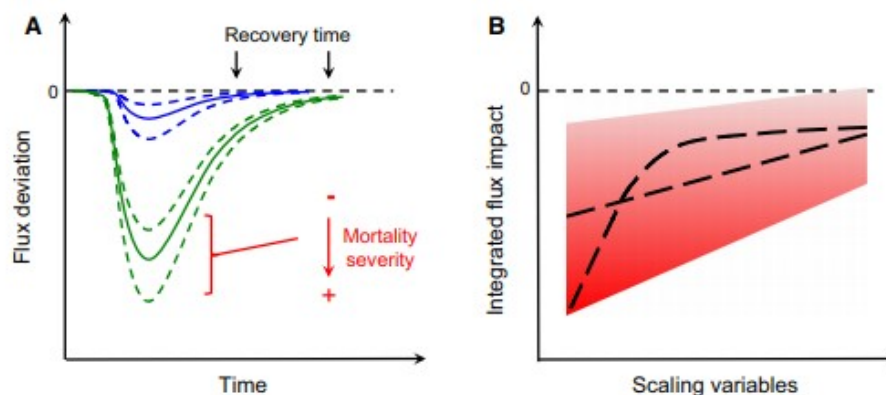 A
Recovery time
0
Flux deviation
-
Mortality
severity
+
Time
B
0
Integrated flux impact
Scaling variables